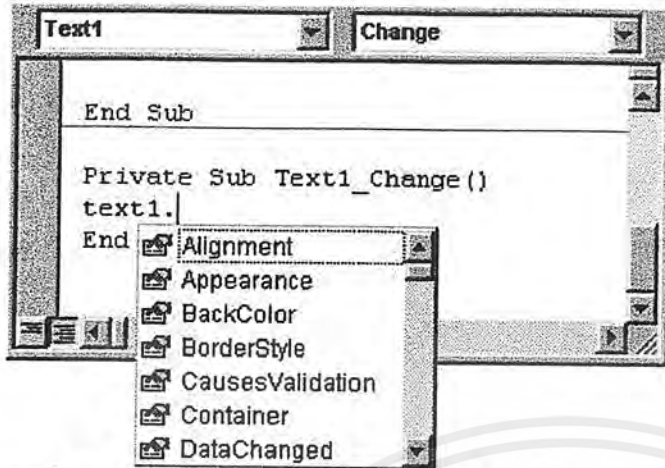 Text1 Change
End Sub
Private Sub Text1_Change()
text1.
End
Alignment
Appearance
BackColor
BorderStyle
CausesValidation
Container
DataChanged